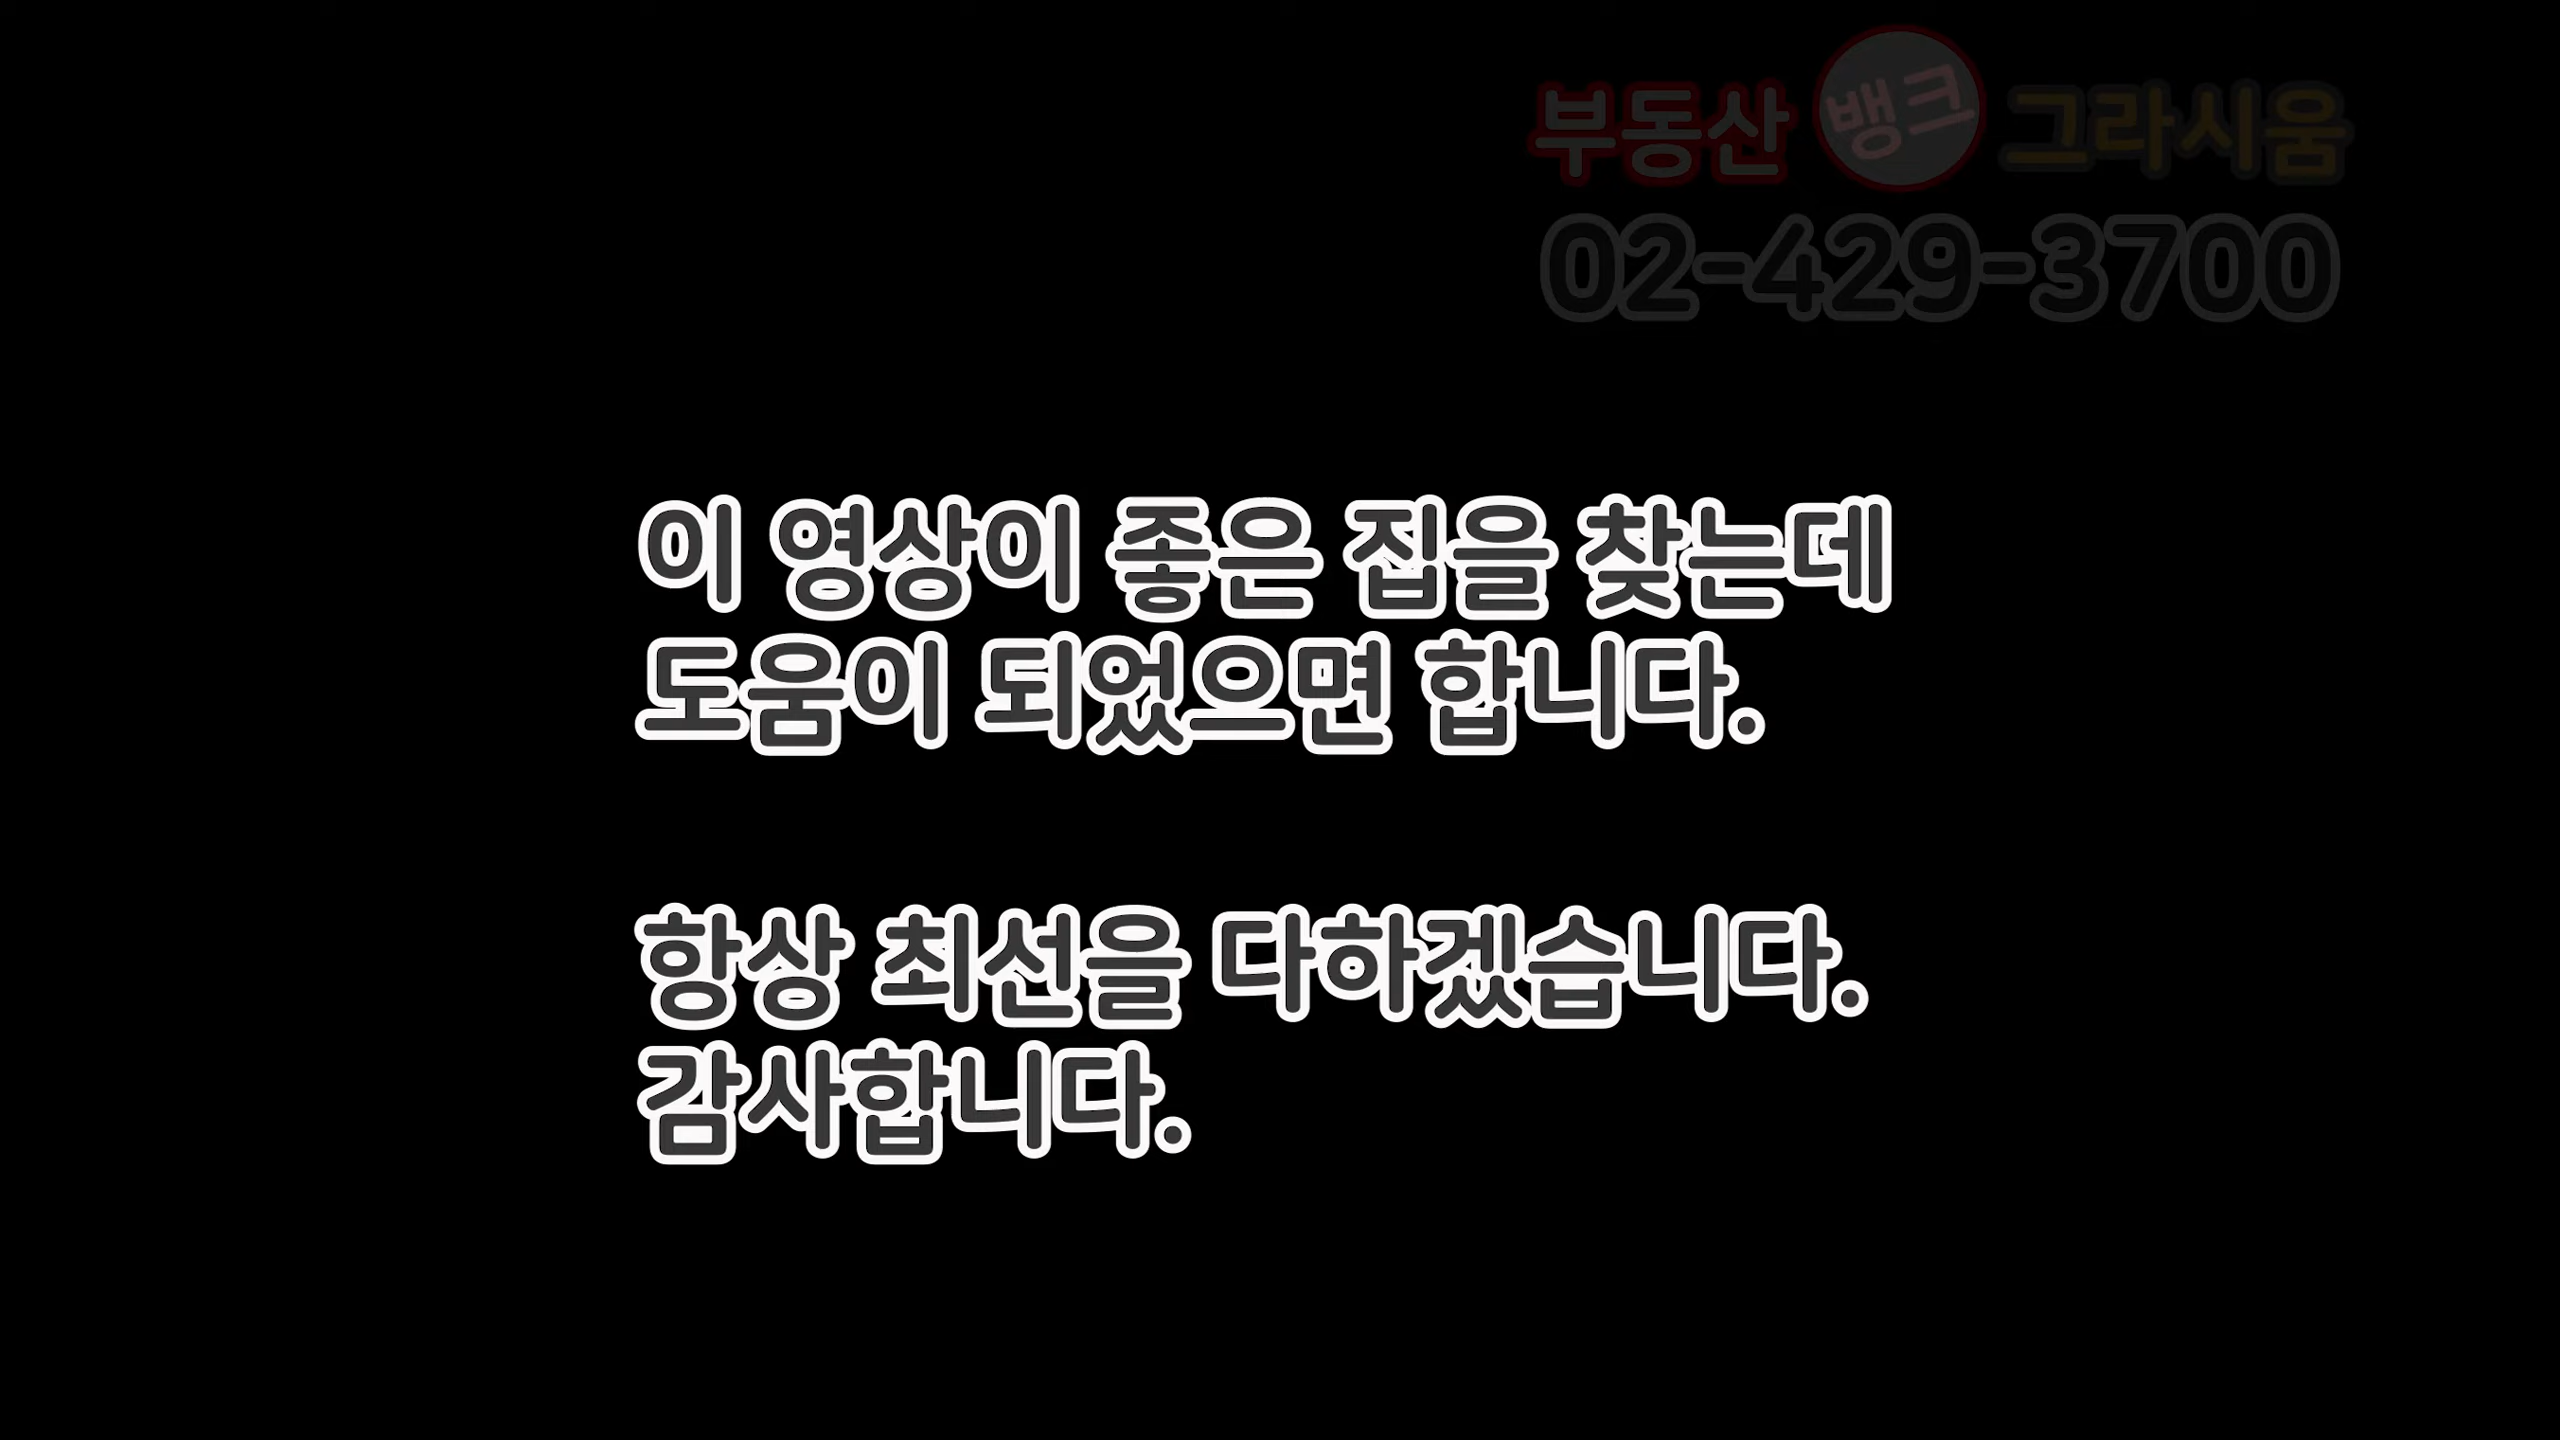 부동산 뱅크 그라시움
02-429-3700
이 영상이 좋은 집을 찾는데
도움이 되었으면 합니다.
항상 최선을 다하겠습니다.
감사합니다.